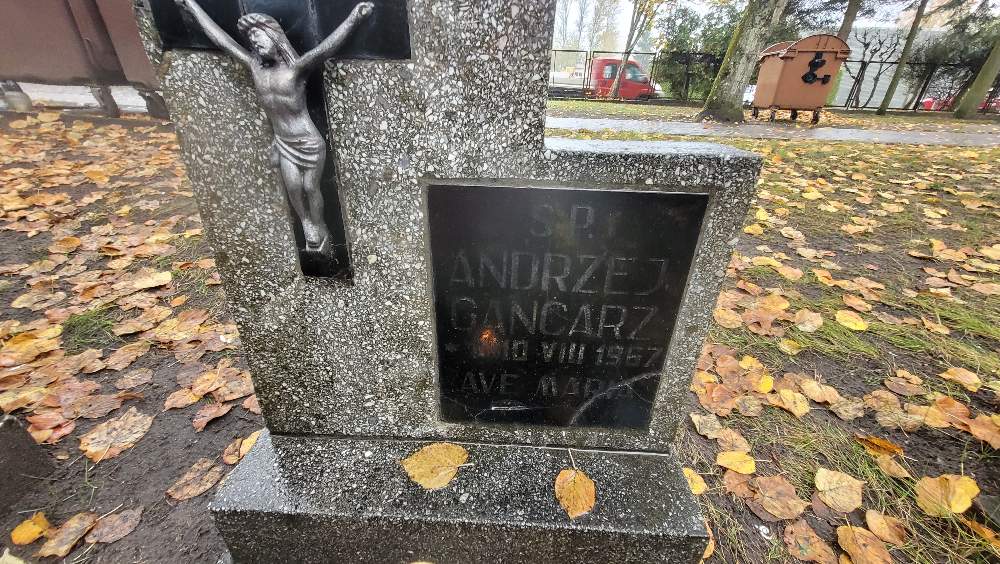 Ś.P.
ANDRZEJ
GANCARZ
10 VIII 1967
AVE MARIA